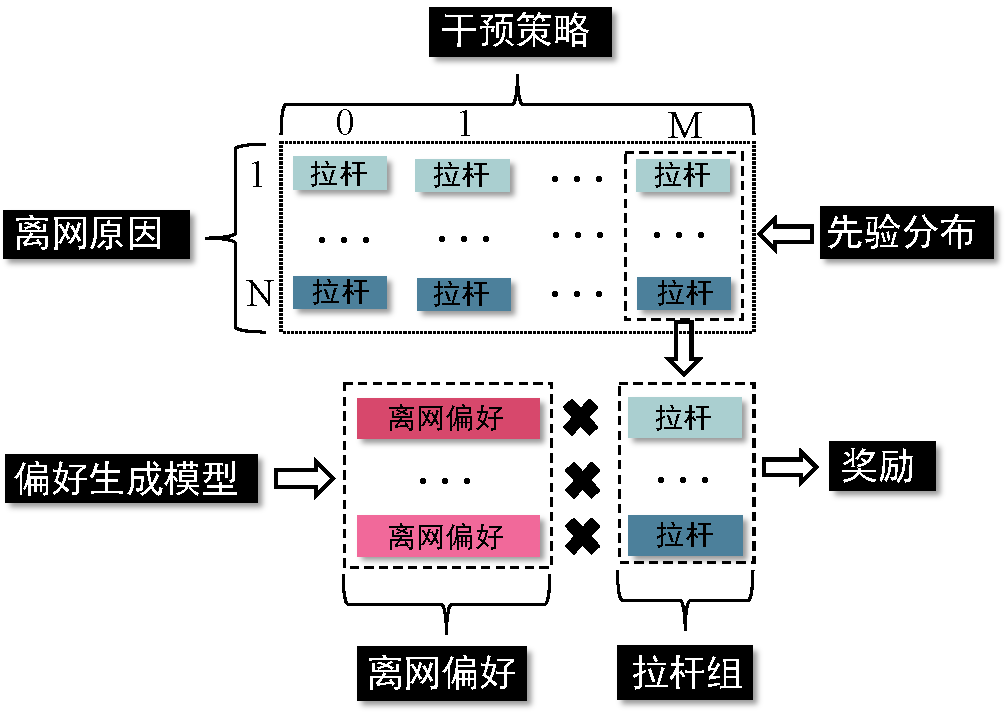 干预策略
0 1 M
1 拉杆 拉杆 ··· 拉杆
离网原因 ··· ··· ··· ··· 先验分布
N 拉杆 拉杆 ··· 拉杆
离网偏好 ✖ 拉杆
偏好生成模型 ··· ✖ ··· 奖励
离网偏好 ✖ 拉杆
离网偏好 拉杆组